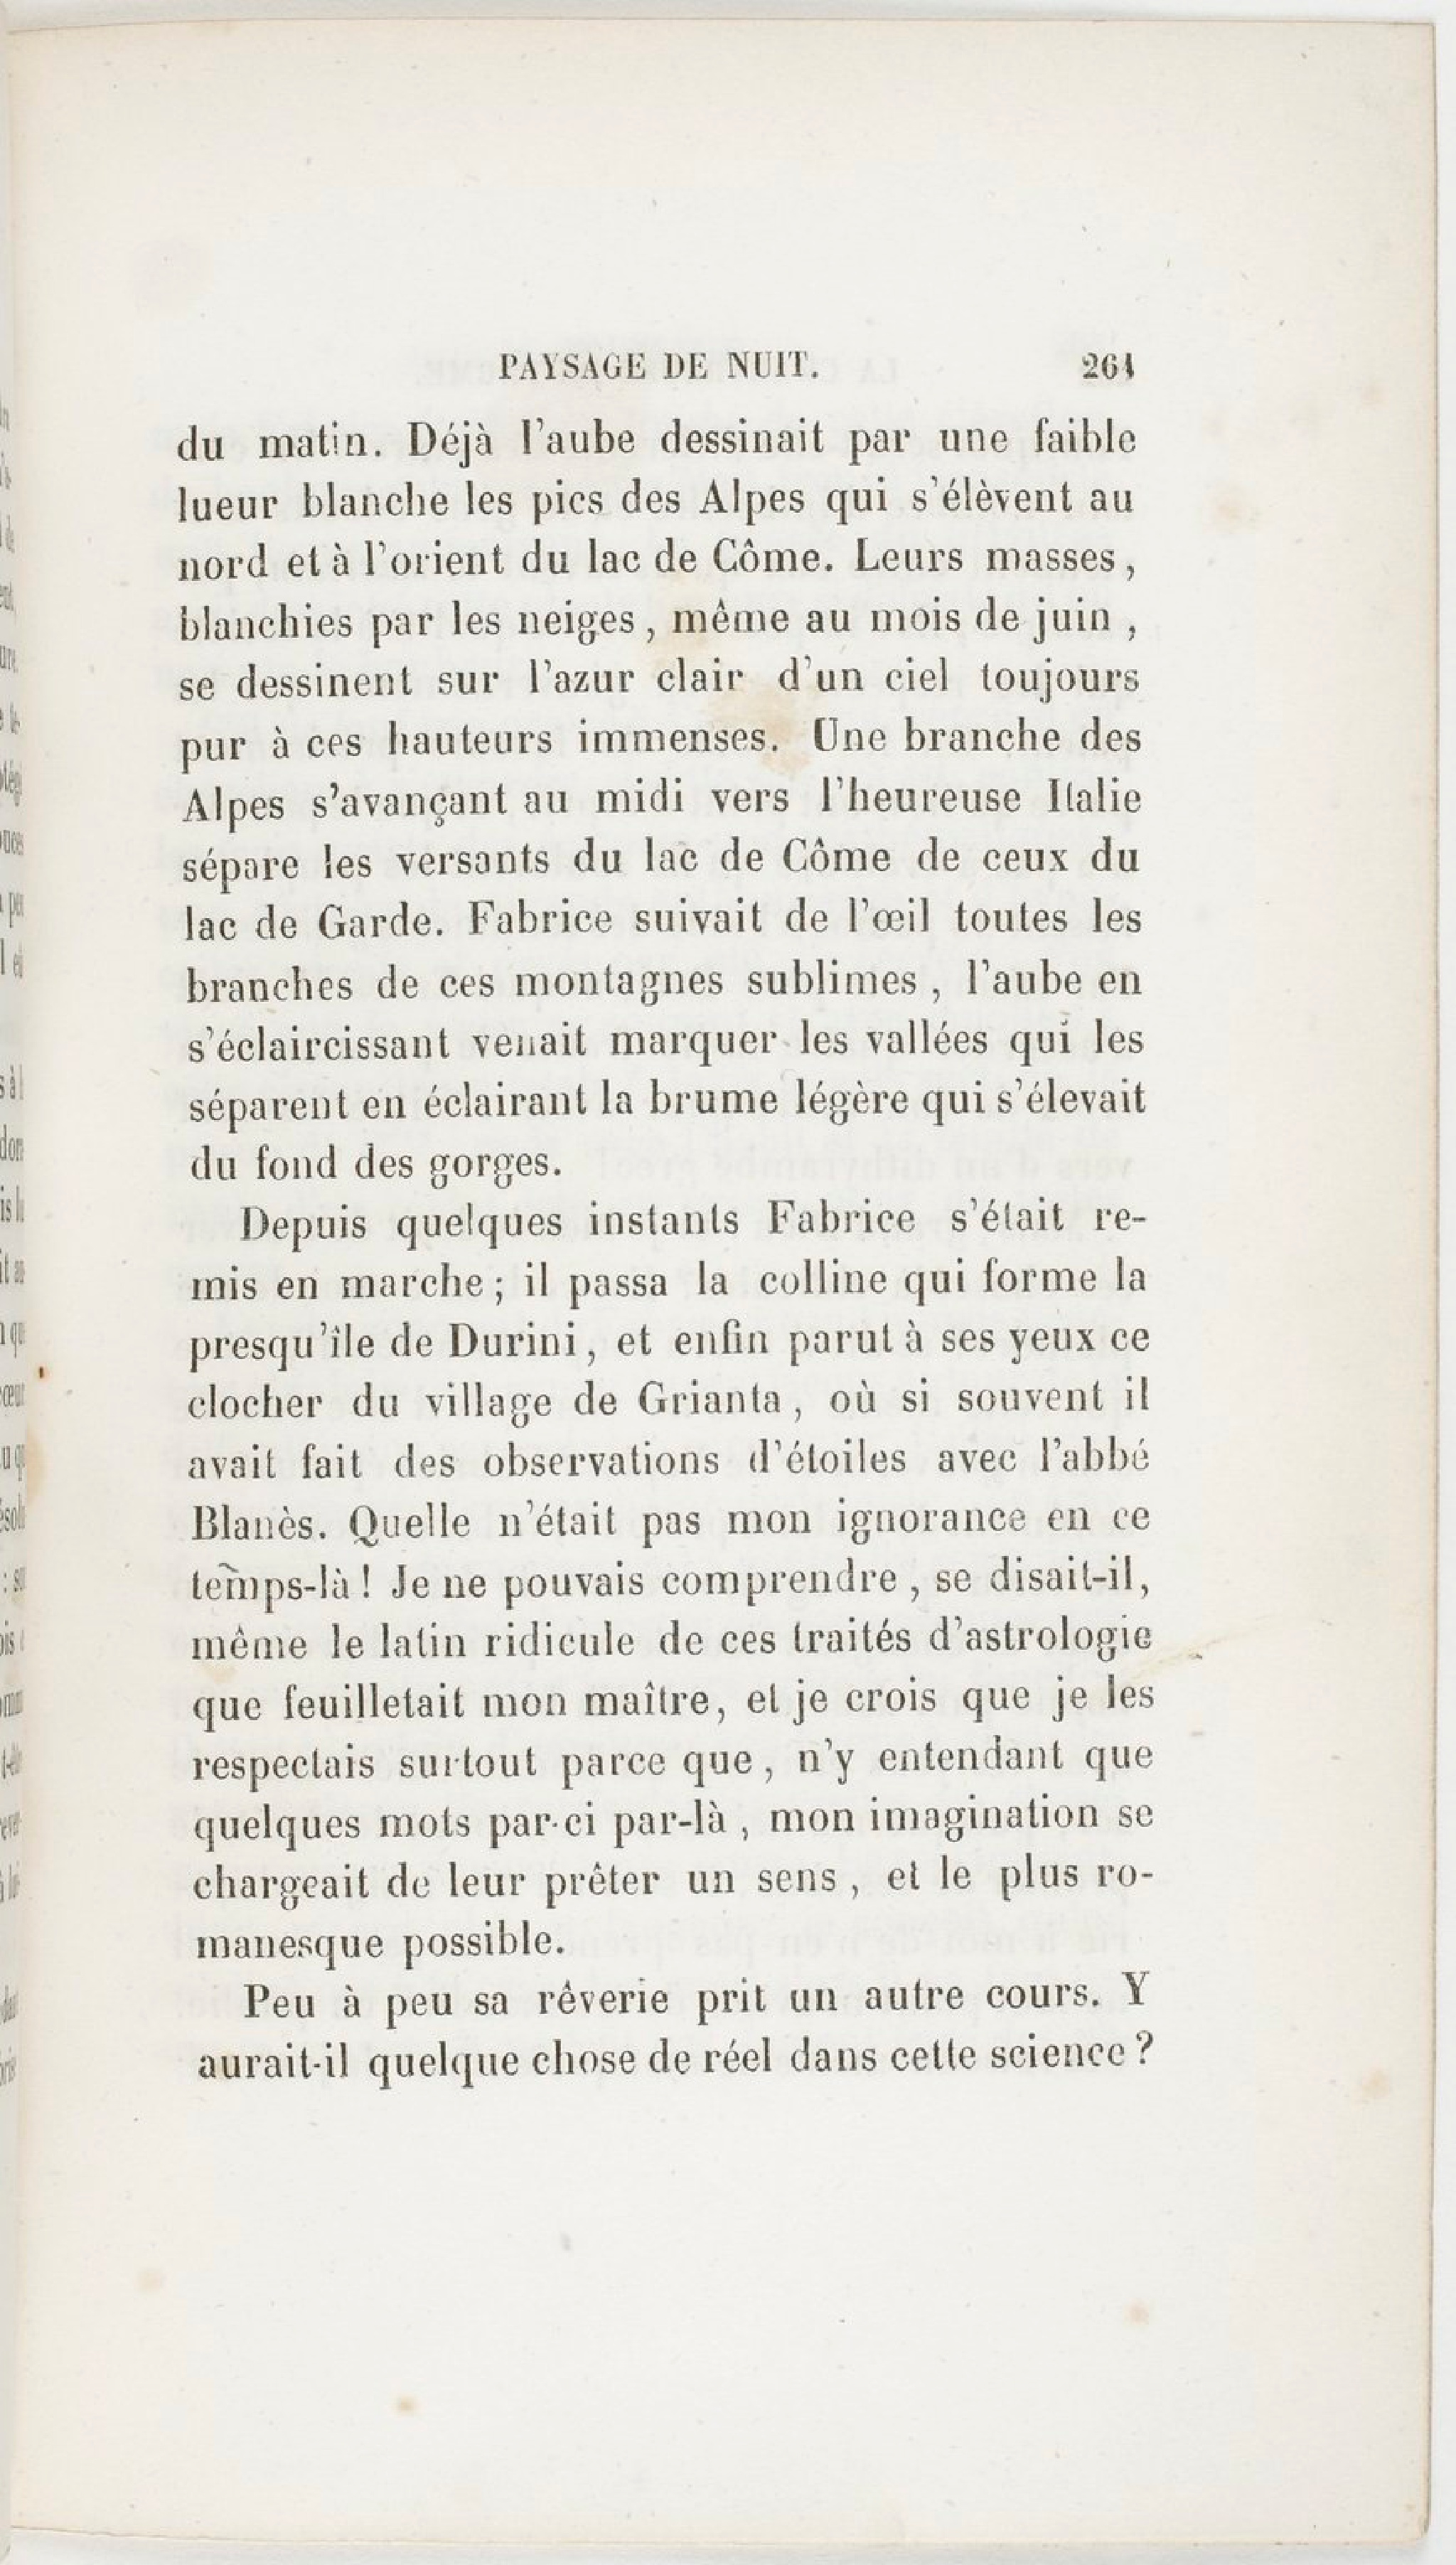 PAYSAGE DE NUIT. 261
du matin. Déjà l'aube dessinait par une faible
lueur blanche les pics des Alpes qui s'élèvent au
nord et à l'orient du lac de Côme. Leurs masses,
blanchies par les neiges, même au mois de juin,
se dessinent sur l'azur clair d'un ciel toujours
pur à ces hauteurs immenses. Une branche des
Alpes s'avançant au midi vers l'heureuse Italie
sépare les versants du lac de Côme de ceux du
lac de Garde. Fabrice suivait de l'œil toutes les
branches de ces montagnes sublimes, l'aube en
s'éclaircissant venait marquer les vallées qui les
séparent en éclairant la brume légère qui s'élevait
du fond des gorges.
Depuis quelques instants Fabrice s'était re-
mis en marche; il passa la colline qui forme la
presqu'île de Durini, et enfin parut à ses yeux ce
clocher du village de Grianta, où si souvent il
avait fait des observations d'étoiles avec l'abbé
Blanès. Quelle n'était pas mon ignorance en ce
temps-là! Je ne pouvais comprendre, se disait-il,
même le latin ridicule de ces traités d'astrologie
que feuilletait mon maître, et je crois que je les
respectais surtout parce que, n'y entendant que
quelques mots par-ci par-là, mon imagination se
chargeait de leur prêter un sens, et le plus ro-
manesque possible.
Peu à peu sa rêverie prit un autre cours. Y
aurait-il quelque chose de réel dans cette science?